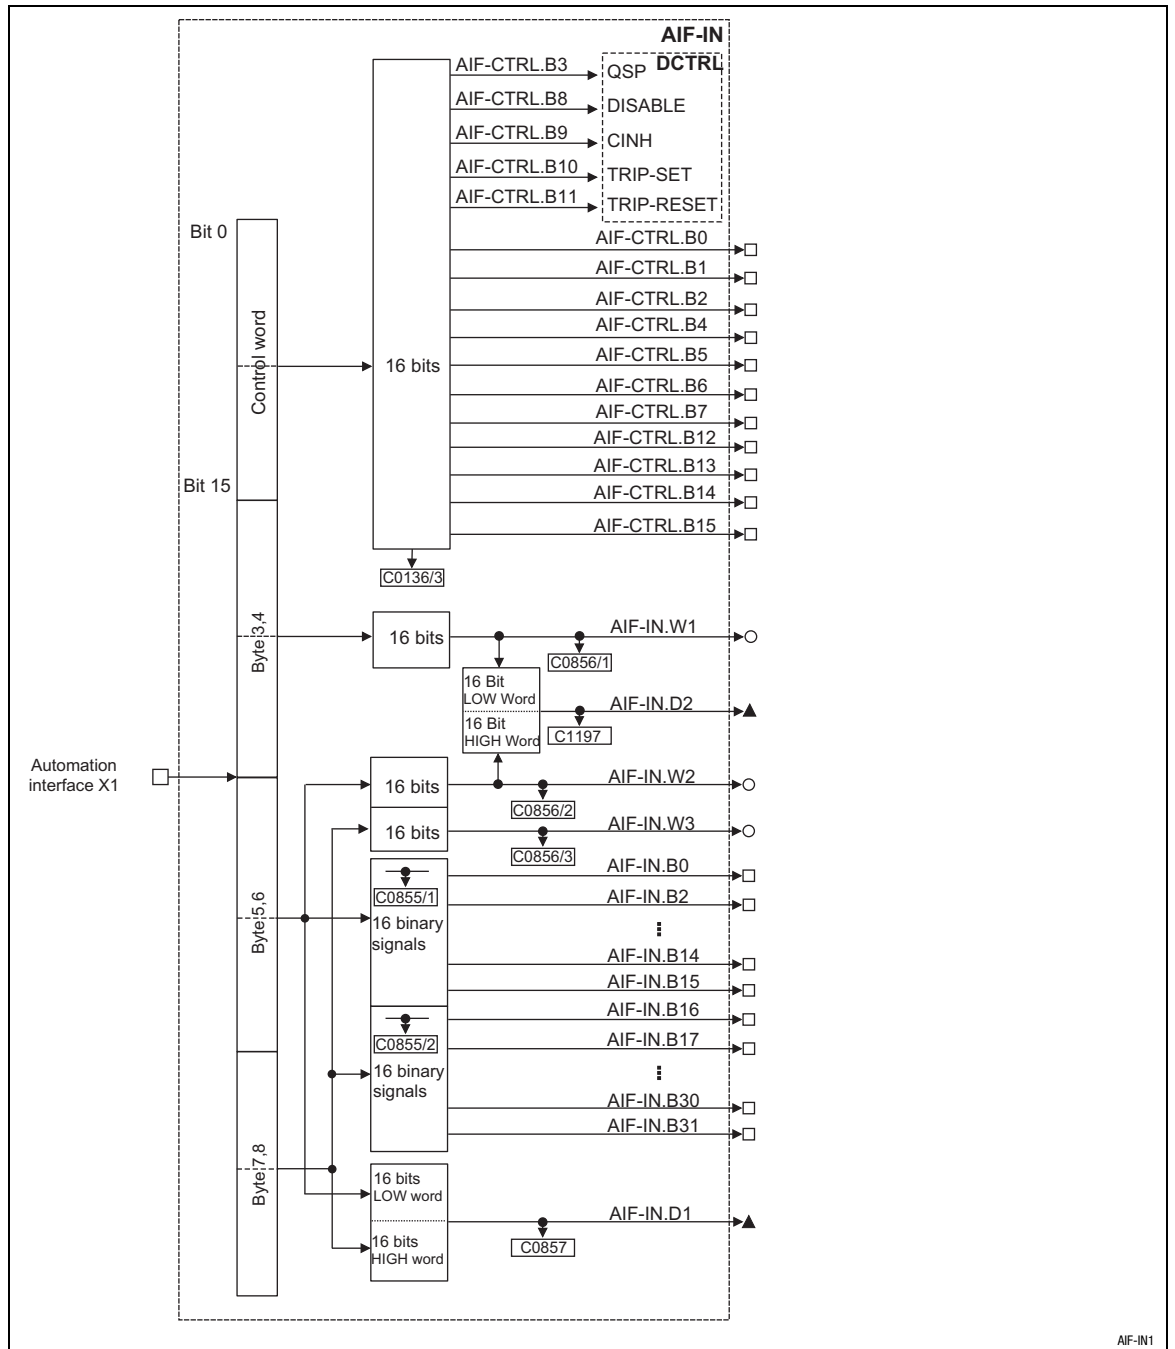 AIF-IN
DCTRL
AIF-CTRL.B3
QSP
AIF-CTRL.B8
DISABLE
AIF-CTRL.B9
CINH
AIF-CTRL.B10
TRIP-SET
AIF-CTRL.B11
TRIP-RESET
Bit 0
AIF-CTRL.B0
AIF-CTRL.B1
AIF-CTRL.B2
AIF-CTRL.B4
Control word
16 bits
AIF-CTRL.B5
AIF-CTRL.B6
AIF-CTRL.B7
AIF-CTRL.B12
AIF-CTRL.B13
Bit 15
AIF-CTRL.B14
AIF-CTRL.B15
C0136/3
Byte 3,4
16 bits
AIF-IN.W1
C0856/1
16 Bit
LOW Word
16 Bit
HIGH Word
AIF-IN.D2
C1197
Automation
interface X1
16 bits
AIF-IN.W2
C0856/2
16 bits
AIF-IN.W3
C0856/3
AIF-IN.B0
C0855/1
AIF-IN.B2
Byte 5,6
16 binary
signals
AIF-IN.B14
AIF-IN.B15
AIF-IN.B16
C0855/2
AIF-IN.B17
16 binary
signals
AIF-IN.B30
AIF-IN.B31
Byte 7,8
16 bits
LOW word
AIF-IN.D1
16 bits
HIGH word
C0857
AIF-IN1